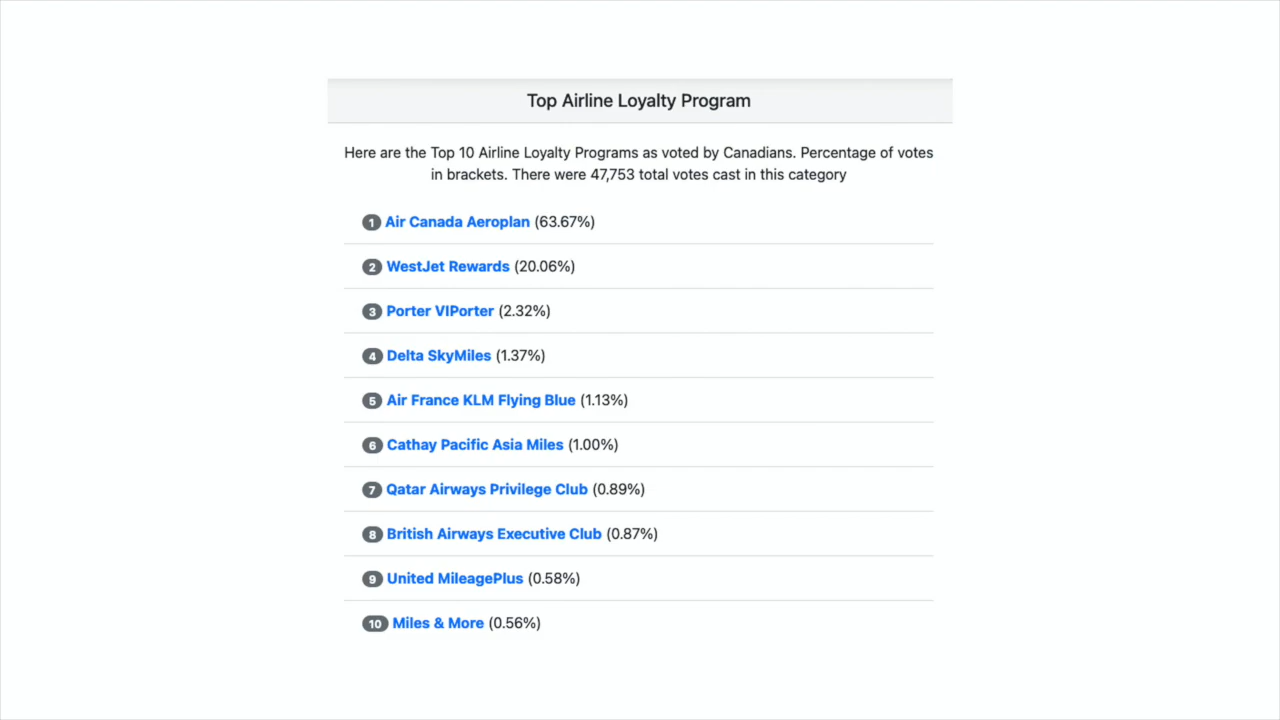 Top Airline Loyalty Program
Here are the Top 10 Airline Loyalty Programs as voted by Canadians. Percentage of votes
in brackets. There were 47,753 total votes cast in this category
1 Air Canada Aeroplan (63.67%)
2 WestJet Rewards (20.06%)
3 Porter VIPorter (2.32%)
4 Delta SkyMiles (1.37%)
5 Air France KLM Flying Blue (1.13%)
6 Cathay Pacific Asia Miles (1.00%)
7 Qatar Airways Privilege Club (0.89%)
8 British Airways Executive Club (0.87%)
9 United MileagePlus (0.58%)
10 Miles & More (0.56%)